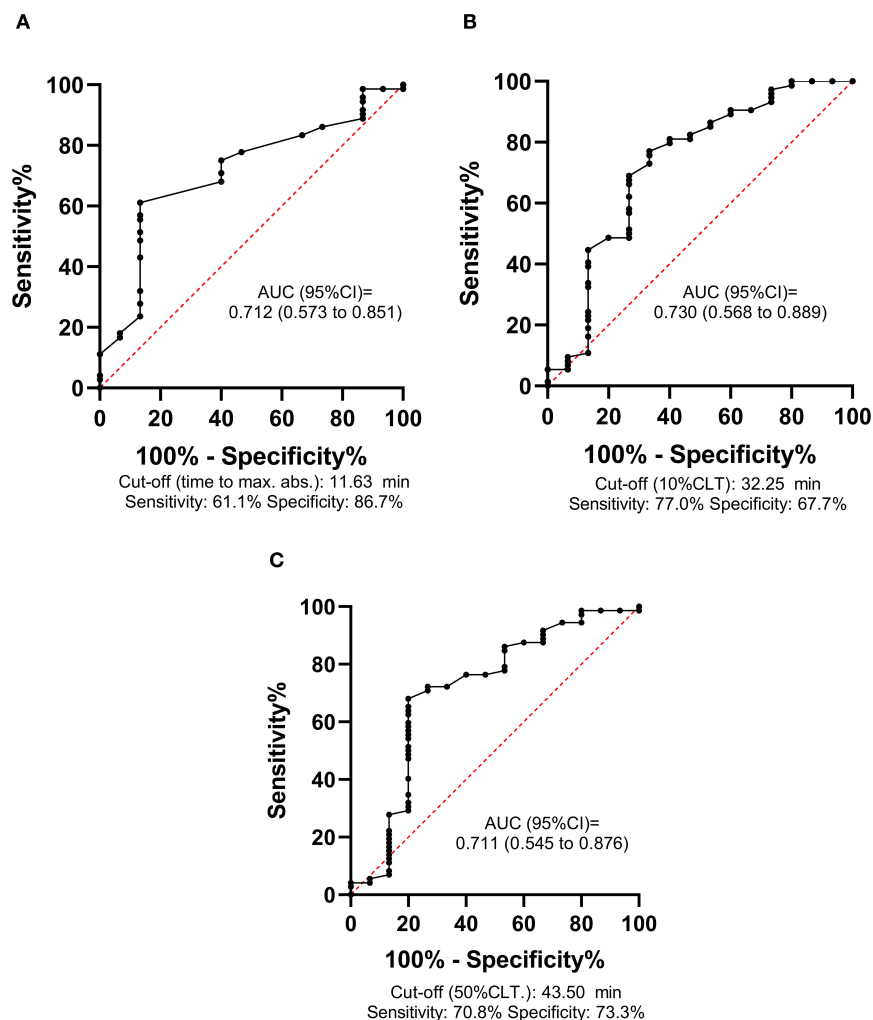 A
100
80
60
40
20
0
Sensitivity%
AUC (95%CI)=
0.712 (0.573 to 0.851)
0 20 40 60 80 100
100% - Specificity%
Cut-off (time to max. abs.): 11.63 min
Sensitivity: 61.1% Specificity: 86.7%
B
100
80
60
40
20
0
Sensitivity%
AUC (95%CI)=
0.730 (0.568 to 0.889)
0 20 40 60 80 100
100% - Specificity%
Cut-off (10%CLT): 32.25 min
Sensitivity: 77.0% Specificity: 67.7%
C
100
80
60
40
20
0
Sensitivity%
AUC (95%CI)=
0.711 (0.545 to 0.876)
0 20 40 60 80 100
100% - Specificity%
Cut-off (50%CLT.): 43.50 min
Sensitivity: 70.8% Specificity: 73.3%